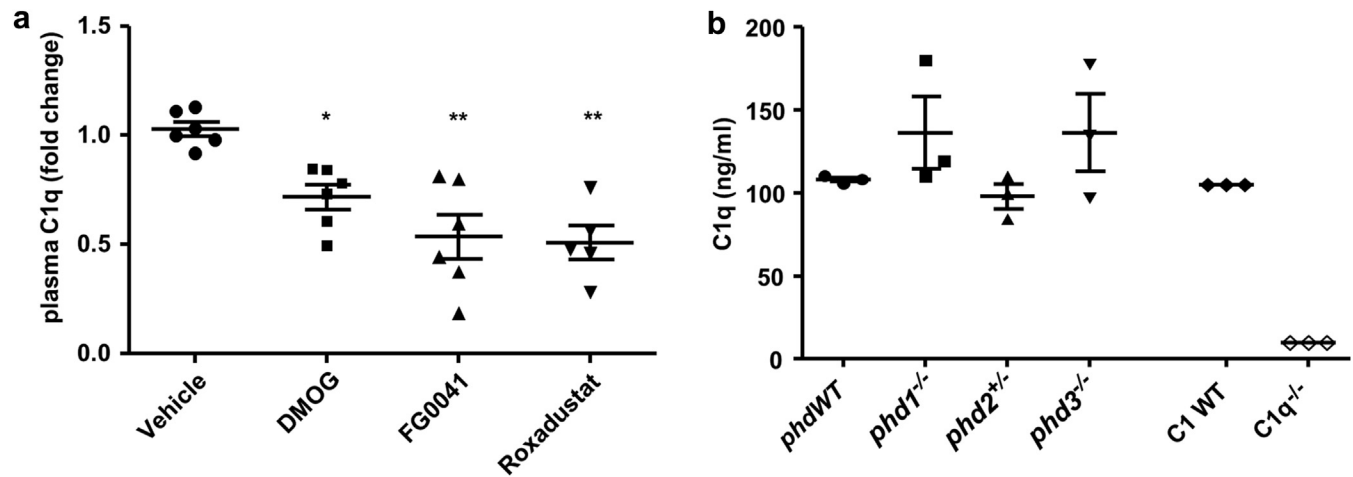 a
plasma C1q (fold change)
1.5
1.0
0.5
0.0
*
**
**
Vehicle
DMOG
FG0041
Roxadustat
b
C1q (ng/ml)
200
150
100
50
0
phdWT
phd1-/-
phd2+/-
phd3-/-
C1 WT
C1q-/-